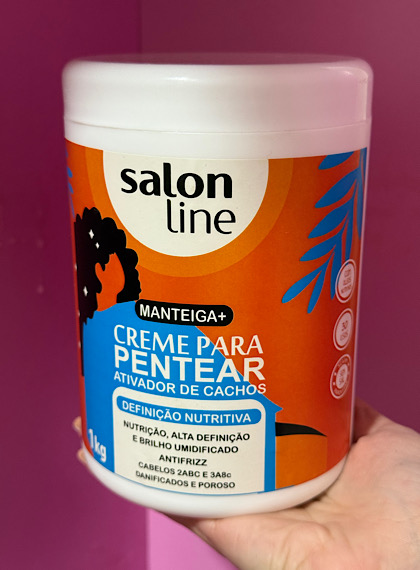 salon
line
MANTEIGA+
CREME PARA
PENTEAR
ATIVADOR DE CACHOS
DEFINIÇÃO NUTRITIVA
NUTRIÇÃO, ALTA DEFINIÇÃO
E BRILHO UMIDIFICADO
ANTIFRIZZ
CABELOS 2ABC E 3ABC
DANIFICADOS E POROSO
1kg